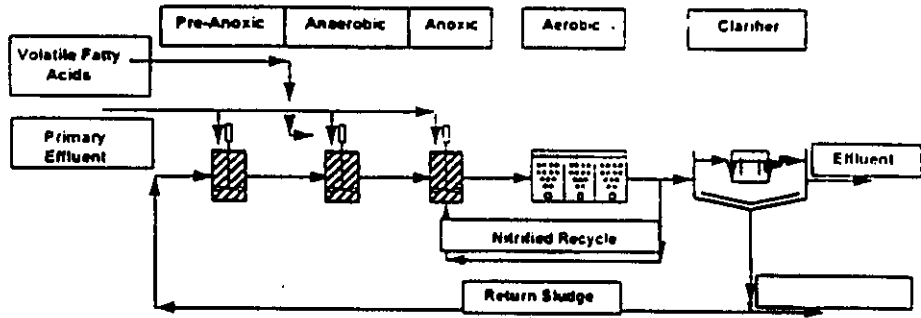 Pre-Anoxic
Anaerobic
Anoxic
Aerobic
Clarifier
Volatile Fatty
Acids
Primary
Effluent
Effluent
Nitrified Recycle
Return Sludge